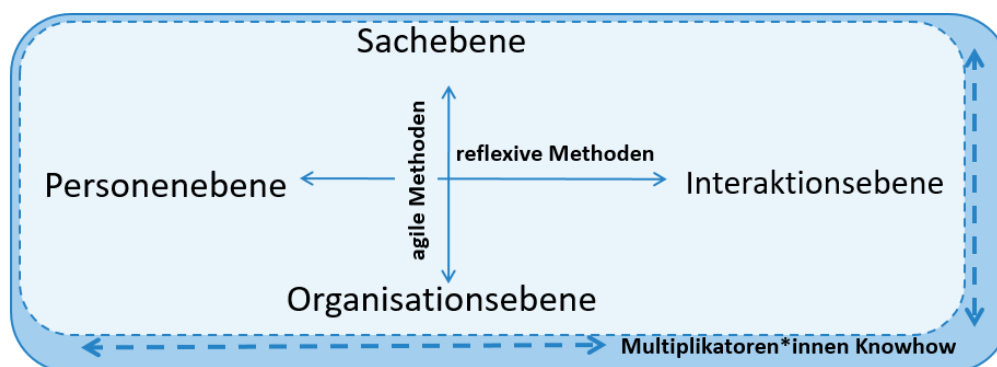 Sachebene
agile Methoden
reflexive Methoden
Personenebene
Interaktionsebene
Organisationsebene
Multiplikatoren*innen Knowhow